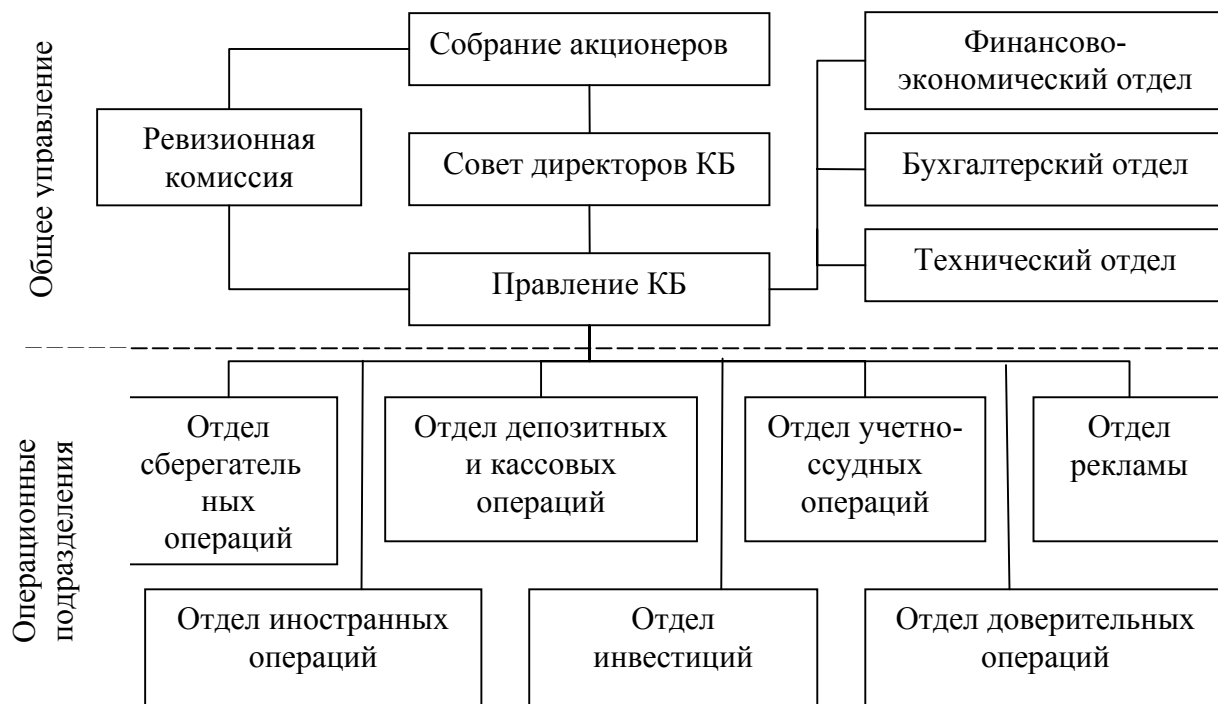 Общее управление
Собрание акционеров
Ревизионная
комиссия
Совет директоров КБ
Правление КБ
Финансово-
экономический отдел
Бухгалтерский отдел
Технический отдел
Операционные
подразделения
Отдел
сберегатель
ных
операций
Отдел депозитных
и кассовых
операций
Отдел учетно-
ссудных
операций
Отдел
рекламы
Отдел иностранных
операций
Отдел
инвестиций
Отдел доверительных
операций